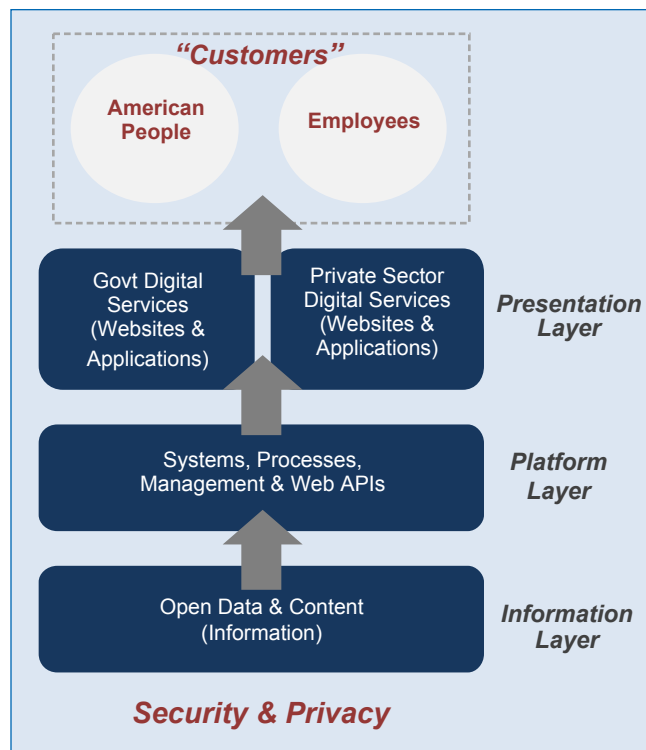 “Customers”
American
People
Employees
Govt Digital
Services
(Websites &
Applications)
Private Sector
Digital Services
(Websites &
Applications)
Presentation
Layer
Systems, Processes,
Management & Web APIs
Platform
Layer
Open Data & Content
(Information)
Information
Layer
Security & Privacy